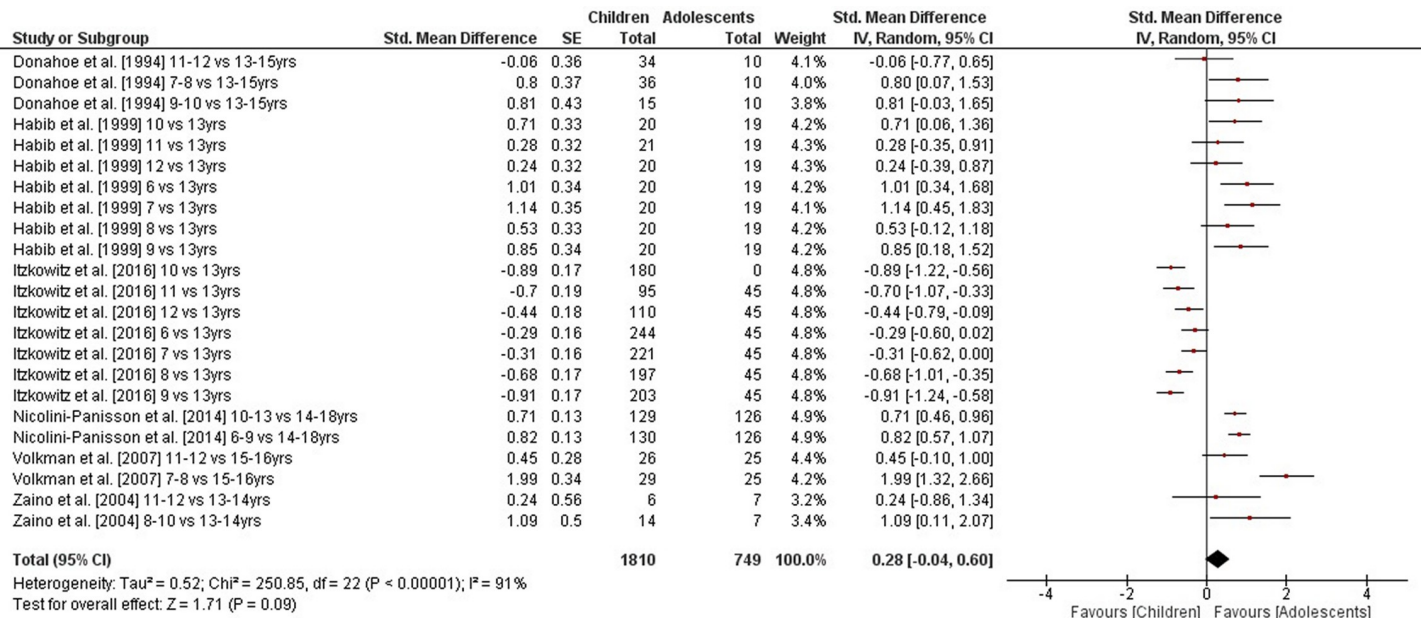 Children Adolescents Std. Mean Difference Std. Mean Difference
Study or Subgroup Std. Mean Difference SE Total Total Weight IV, Random, 95% CI IV, Random, 95% CI
Donahoe et al. [1994] 11-12 vs 13-15yrs -0.06 0.36 34 10 4.1% -0.06 [-0.77, 0.65]
Donahoe et al. [1994] 7-8 vs 13-15yrs 0.8 0.37 36 10 4.0% 0.80 [0.07, 1.53]
Donahoe et al. [1994] 9-10 vs 13-15yrs 0.81 0.43 15 10 3.8% 0.81 [-0.03, 1.65]
Habib et al. [1999] 10 vs 13yrs 0.71 0.33 20 19 4.2% 0.71 [0.06, 1.36]
Habib et al. [1999] 11 vs 13yrs 0.28 0.32 21 19 4.3% 0.28 [-0.35, 0.91]
Habib et al. [1999] 12 vs 13yrs 0.24 0.32 20 19 4.3% 0.24 [-0.39, 0.87]
Habib et al. [1999] 6 vs 13yrs 1.01 0.34 20 19 4.2% 1.01 [0.34, 1.68]
Habib et al. [1999] 7 vs 13yrs 1.14 0.35 20 19 4.1% 1.14 [0.45, 1.83]
Habib et al. [1999] 8 vs 13yrs 0.53 0.33 20 19 4.2% 0.53 [-0.12, 1.18]
Habib et al. [1999] 9 vs 13yrs 0.85 0.34 20 19 4.2% 0.85 [0.18, 1.52]
Itzkowitz et al. [2016] 10 vs 13yrs -0.89 0.17 180 0 4.8% -0.89 [-1.22, -0.56]
Itzkowitz et al. [2016] 11 vs 13yrs -0.7 0.19 95 45 4.8% -0.70 [-1.07, -0.33]
Itzkowitz et al. [2016] 12 vs 13yrs -0.44 0.18 110 45 4.8% -0.44 [-0.79, -0.09]
Itzkowitz et al. [2016] 6 vs 13yrs -0.29 0.16 244 45 4.8% -0.29 [-0.60, 0.02]
Itzkowitz et al. [2016] 7 vs 13yrs -0.31 0.16 221 45 4.8% -0.31 [-0.62, 0.00]
Itzkowitz et al. [2016] 8 vs 13yrs -0.68 0.17 197 45 4.8% -0.68 [-1.01, -0.35]
Itzkowitz et al. [2016] 9 vs 13yrs -0.91 0.17 203 45 4.8% -0.91 [-1.24, -0.58]
Nicolini-Panisson et al. [2014] 10-13 vs 14-18yrs 0.71 0.13 129 126 4.9% 0.71 [0.46, 0.96]
Nicolini-Panisson et al. [2014] 6-9 vs 14-18yrs 0.82 0.13 130 126 4.9% 0.82 [0.57, 1.07]
Volkman et al. [2007] 11-12 vs 15-16yrs 0.45 0.28 26 25 4.4% 0.45 [-0.10, 1.00]
Volkman et al. [2007] 7-8 vs 15-16yrs 1.99 0.34 29 25 4.2% 1.99 [1.32, 2.66]
Zaino et al. [2004] 11-12 vs 13-14yrs 0.24 0.56 6 7 3.2% 0.24 [-0.86, 1.34]
Zaino et al. [2004] 8-10 vs 13-14yrs 1.09 0.5 14 7 3.4% 1.09 [0.11, 2.07]
Total (95% CI) 1810 749 100.0% 0.28 [-0.04, 0.60]
Heterogeneity: Tau² = 0.52; Chi² = 250.85, df = 22 (P < 0.00001); I² = 91%
Test for overall effect: Z = 1.71 (P = 0.09)
-4 -2 0 2 4
Favours [Children] Favours [Adolescents]